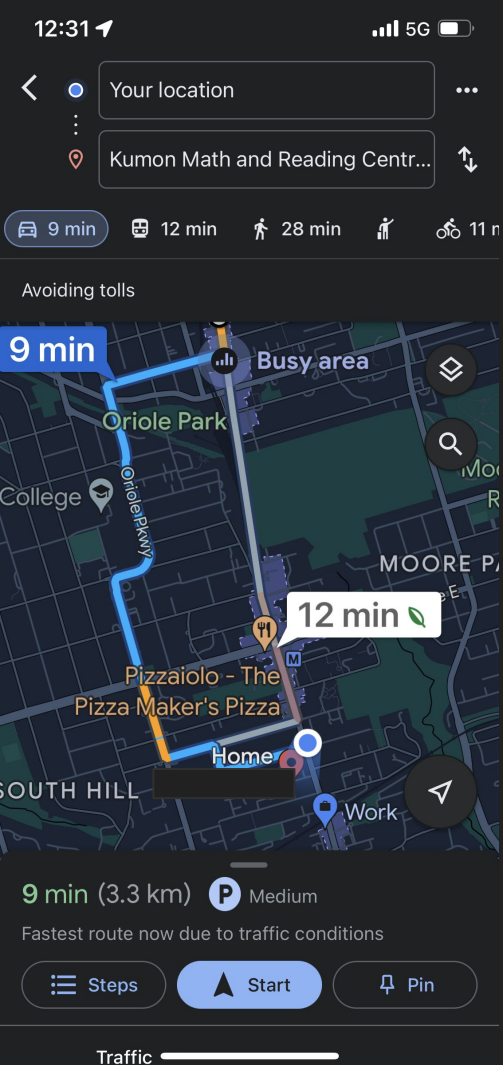 12:31
5G
Your location
Kumon Math and Reading Centr...
9 min
12 min
28 min
11
Avoiding tolls
9 min
Busy area
Oriole Park
College
Oriole Pkwy
MOORE
12 min
M
Pizzaiolo - The
Pizza Maker's Pizza
Home
SOUTH HILL
Work
9 min (3.3 km) P Medium
Fastest route now due to traffic conditions
Steps
Start
Pin
Traffic